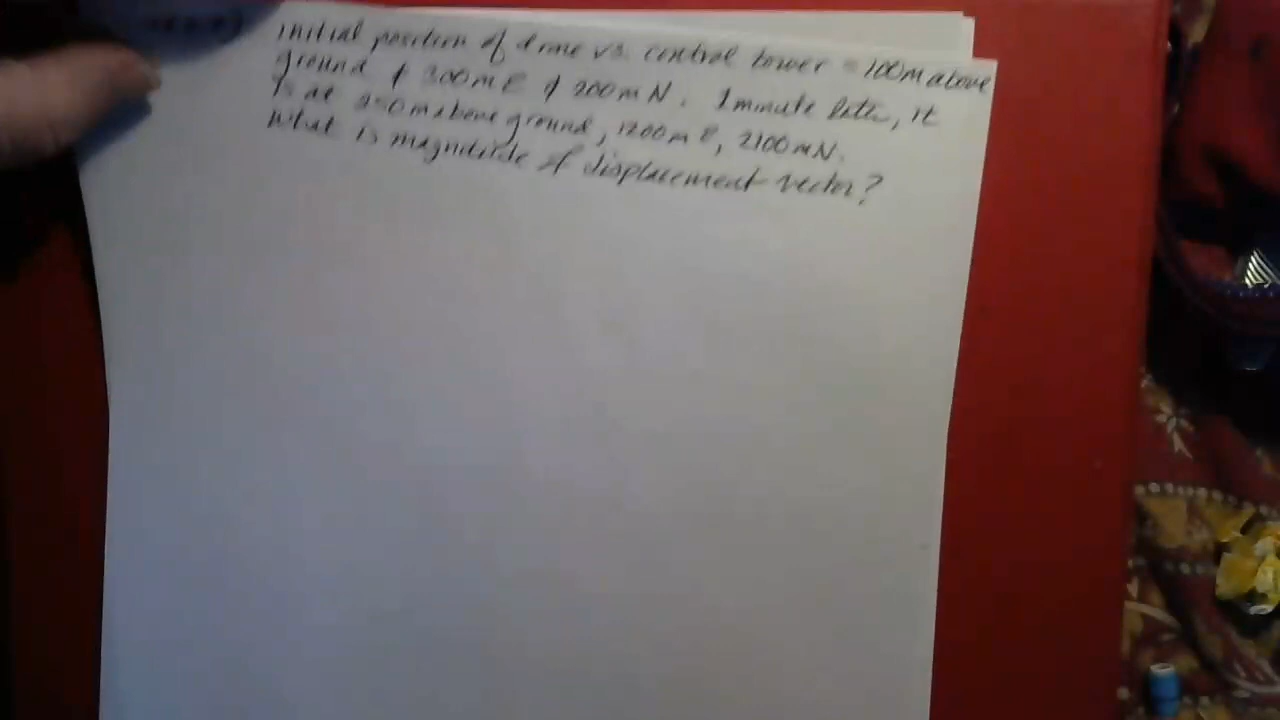 initial position of drone vs. control tower = 100m above
ground & 300m E & 200m N. 1 minute later, it
is at 250m above ground, 1200m E, 2100m N.
What is magnitude of displacement vector?